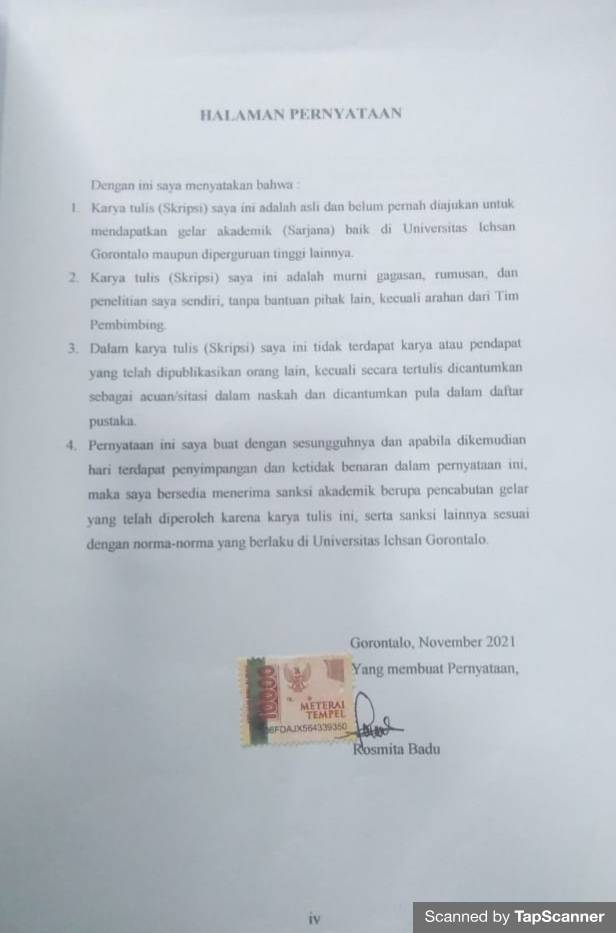 HALAMAN PERNYATAAN
Dengan ini saya menyatakan bahwa :
1. Karya tulis (Skripsi) saya ini adalah asli dan belum pernah diajukan untuk
mendapatkan gelar akademik (Sarjana) baik di Universitas Ichsan
Gorontalo maupun diperguruan tinggi lainnya.
2. Karya tulis (Skripsi) saya ini adalah murni gagasan, rumusan, dan
penelitian saya sendiri, tanpa bantuan pihak lain, kecuali arahan dari Tim
Pembimbing.
3. Dalam karya tulis (Skripsi) saya ini tidak terdapat karya atau pendapat
yang telah dipublikasikan orang lain, kecuali secara tertulis dicantumkan
sebagai acuan/sitasi dalam naskah dan dicantumkan pula dalam daftar
pustaka.
4. Pernyataan ini saya buat dengan sesungguhnya dan apabila dikemudian
hari terdapat penyimpangan dan ketidak benaran dalam pernyataan ini,
maka saya bersedia menerima sanksi akademik berupa pencabutan gelar
yang telah diperoleh karena karya tulis ini, serta sanksi lainnya sesuai
dengan norma-norma yang berlaku di Universitas Ichsan Gorontalo.
Gorontalo, November 2021
Yang membuat Pernyataan,
10000
METERAI
TEMPEL
6FDAJX564339350
Rosmita Badu
iv
Scanned by TapScanner